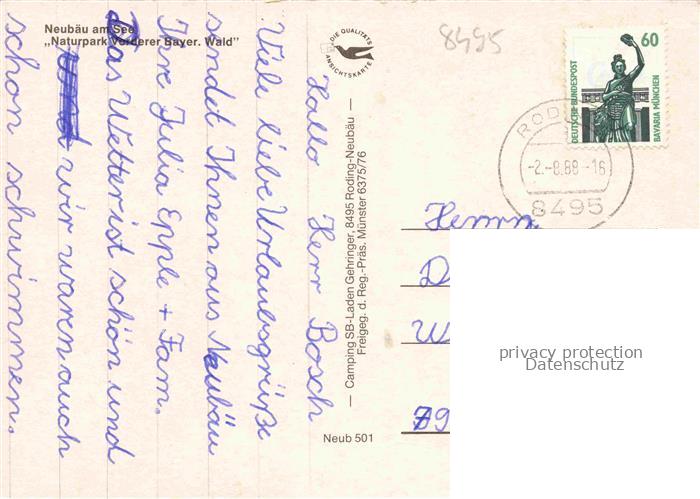 Neubäu am See
„Naturpark Vorderer Bayer. Wald"
DIE QUALITÄTS
ANSICHTSKARTE
8495
60
DEUTSCHE BUNDESPOST
BAVARIA MÜNCHEN
RODING
-2.-8.88-16
8495
Hallo Herr Bosch
Viele liebe Urlaubsgrüße
sendet Ihnen aus Neubäu
Ihre Julia Epple + Fam.
Das Wetter ist schön und
wir waren auch
schon schwimmen.
— Camping SB-Laden Gehringer, 8495 Roding-Neubäu —
Freigeg. d. Reg.-Präs. Münster 6375/76
Neub 501
Herrn
D
W
79
privacy protection
Datenschutz